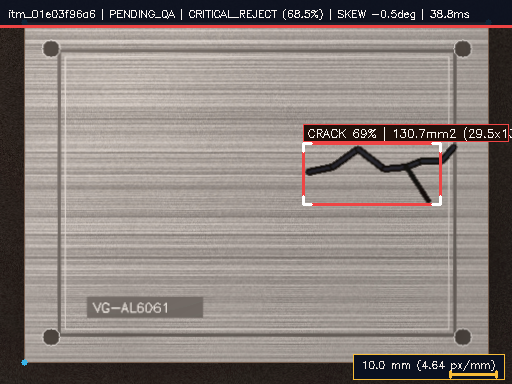 itm_01e03f96a6 | PENDING_QA | CRITICAL_REJECT (68.5%) | SKEW -0.5deg | 38.8ms
CRACK 69% | 130.7mm2 (29.5x1
VG-AL6061
10.0 mm (4.64 px/mm)